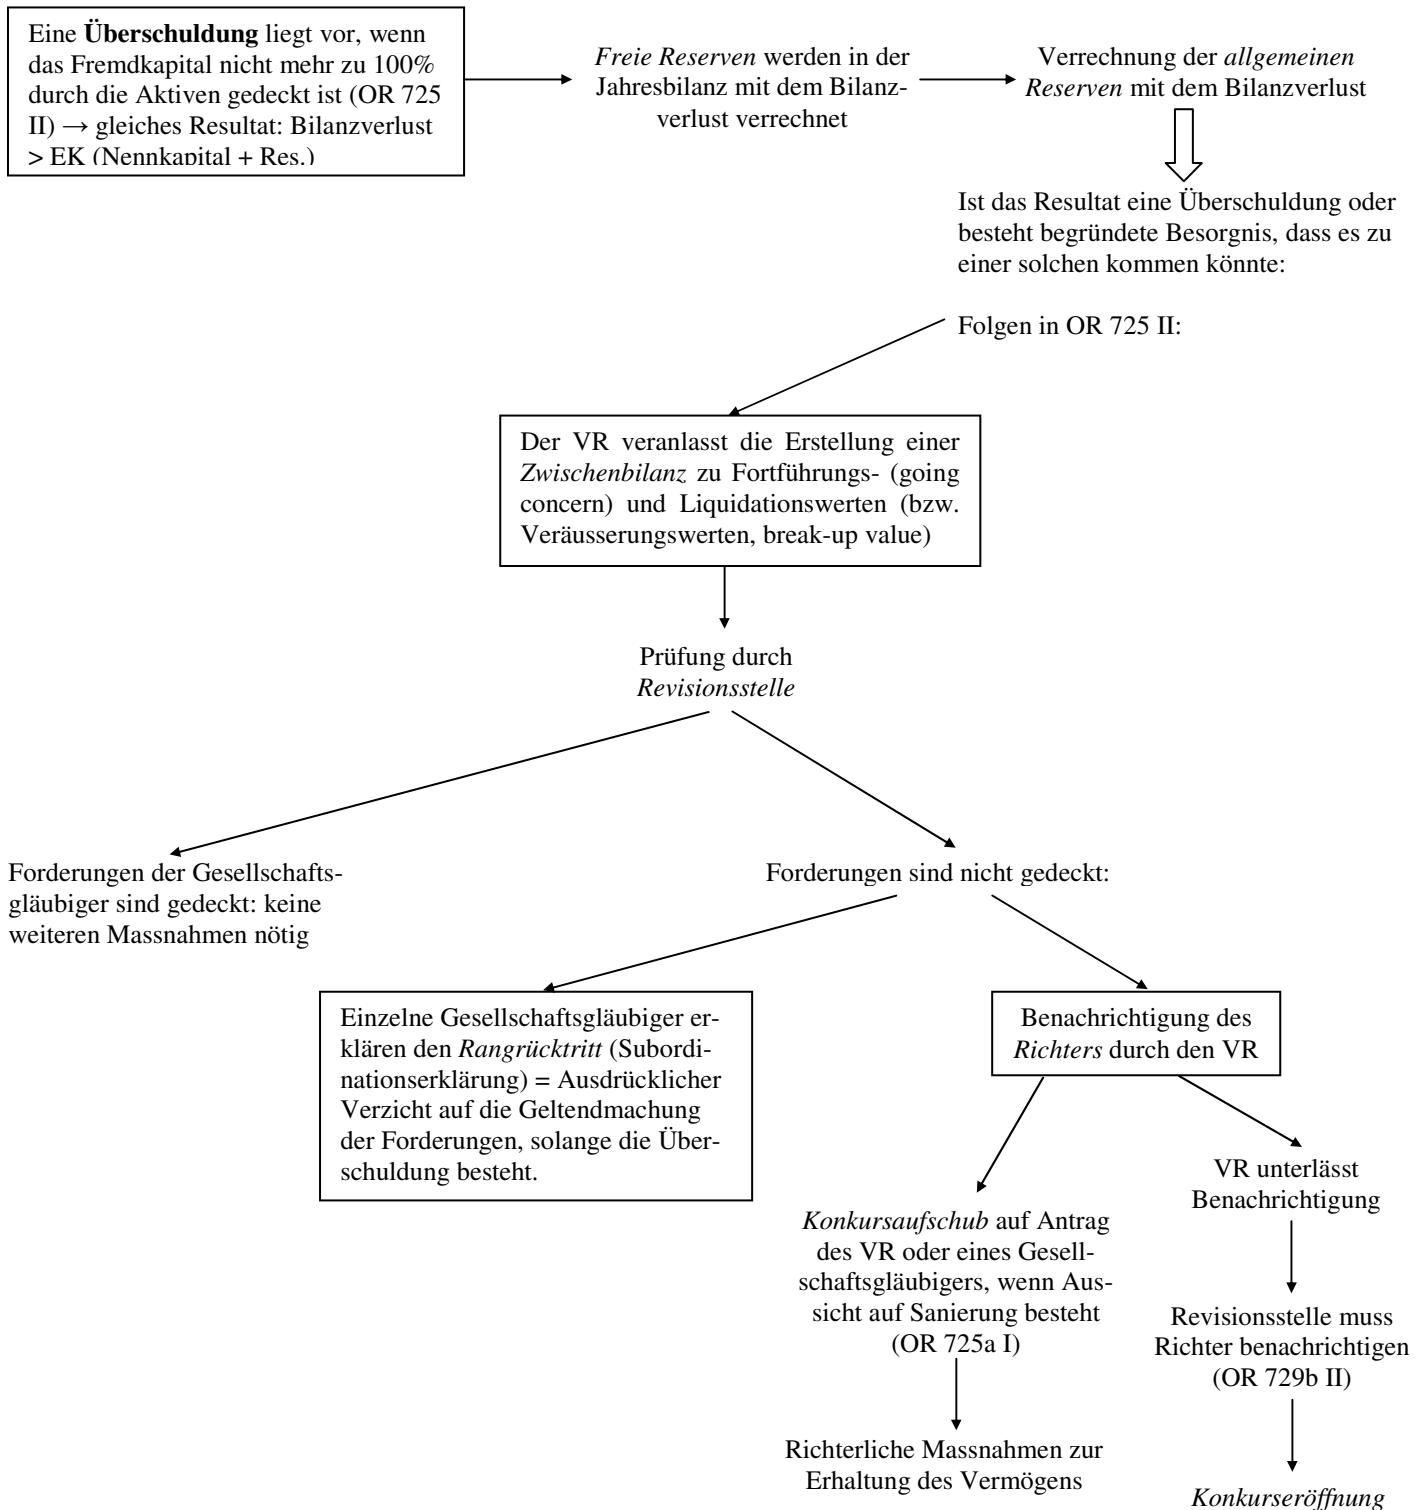 Eine Überschuldung liegt vor, wenn
das Fremdkapital nicht mehr zu 100%
durch die Aktiven gedeckt ist (OR 725
II) → gleiches Resultat: Bilanzverlust
> EK (Nennkapital + Res.)
Freie Reserven werden in der
Jahresbilanz mit dem Bilanz-
verlust verrechnet
Verrechnung der allgemeinen
Reserven mit dem Bilanzverlust
Ist das Resultat eine Überschuldung oder
besteht begründete Besorgnis, dass es zu
einer solchen kommen könnte:
Folgen in OR 725 II:
Der VR veranlasst die Erstellung einer
Zwischenbilanz zu Fortführungs- (going
concern) und Liquidationswerten (bzw.
Veräusserungswerten, break-up value)
Prüfung durch
Revisionsstelle
Forderungen der Gesellschafts-
gläubiger sind gedeckt: keine
weiteren Massnahmen nötig
Forderungen sind nicht gedeckt:
Einzelne Gesellschaftsgläubiger er-
klären den Rangrücktritt (Subordi-
nationserklärung) = Ausdrücklicher
Verzicht auf die Geltendmachung
der Forderungen, solange die Über-
schuldung besteht.
Benachrichtigung des
Richters durch den VR
Konkursaufschub auf Antrag
des VR oder eines Gesell-
schaftsgläubigers, wenn Aus-
sicht auf Sanierung besteht
(OR 725a I)
Richterliche Massnahmen zur
Erhaltung des Vermögens
VR unterlässt
Benachrichtigung
Revisionsstelle muss
Richter benachrichtigen
(OR 729b II)
Konkurseröffnung